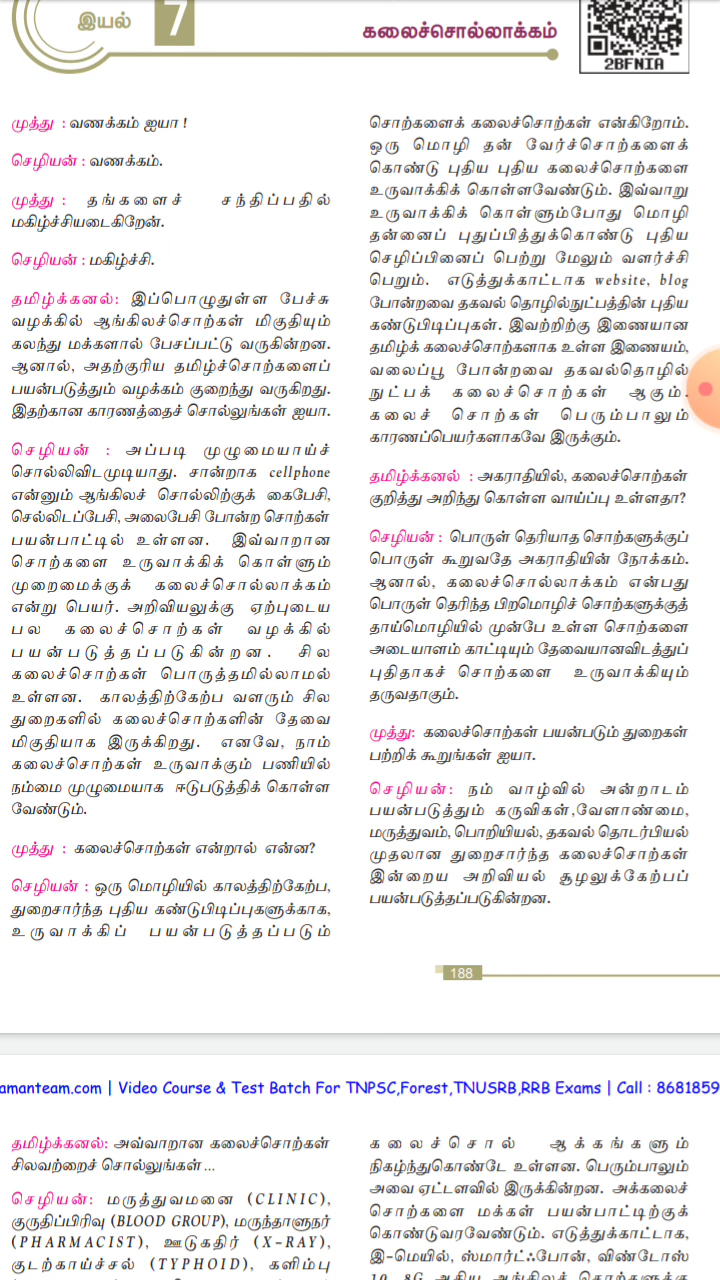 இயல்
7
கலைச்சொல்லாக்கம்
2BFNIA
முத்து : வணக்கம் ஐயா !
செழியன் : வணக்கம்.
முத்து : தங்களைச் சந்திப்பதில்
மகிழ்ச்சியடைகிறேன்.
செழியன் : மகிழ்ச்சி.
தமிழ்க்கனல்: இப்பொழுதுள்ள பேச்சு
வழக்கில் ஆங்கிலச்சொற்கள் மிகுதியும்
கலந்து மக்களால் பேசப்பட்டு வருகின்றன.
ஆனால், அதற்குரிய தமிழ்ச்சொற்களைப்
பயன்படுத்தும் வழக்கம் குறைந்து வருகிறது.
இதற்கான காரணத்தைச் சொல்லுங்கள் ஐயா.
செழியன் : அப்படி முழுமையாய்ச்
சொல்லிவிடமுடியாது. சான்றாக cellphone
என்னும் ஆங்கிலச் சொல்லிற்குக் கைபேசி,
செல்லிடப்பேசி, அலைபேசி போன்ற சொற்கள்
பயன்பாட்டில் உள்ளன. இவ்வாறான
சொற்களை உருவாக்கிக் கொள்ளும்
முறைமைக்குக் கலைச்சொல்லாக்கம்
என்று பெயர். அறிவியலுக்கு ஏற்புடைய
பல கலைச்சொற்கள் வழக்கில்
பயன்படுத்தப்படுகின்றன. சில
கலைச்சொற்கள் பொருத்தமில்லாமல்
உள்ளன. காலத்திற்கேற்ப வளரும் சில
துறைகளில் கலைச்சொற்களின் தேவை
மிகுதியாக இருக்கிறது. எனவே, நாம்
கலைச்சொற்கள் உருவாக்கும் பணியில்
நம்மை முழுமையாக ஈடுபடுத்திக் கொள்ள
வேண்டும்.
முத்து : கலைச்சொற்கள் என்றால் என்ன?
செழியன் : ஒரு மொழியில் காலத்திற்கேற்ப,
துறைசார்ந்த புதிய கண்டுபிடிப்புகளுக்காக,
உருவாக்கிப் பயன்படுத்தப்படும்
சொற்களைக் கலைச்சொற்கள் என்கிறோம்.
ஒரு மொழி தன் வேர்ச்சொற்களைக்
கொண்டு புதிய புதிய கலைச்சொற்களை
உருவாக்கிக் கொள்ளவேண்டும். இவ்வாறு
உருவாக்கிக் கொள்ளும்போது மொழி
தன்னைப் புதுப்பித்துக்கொண்டு புதிய
செழிப்பினைப் பெற்று மேலும் வளர்ச்சி
பெறும். எடுத்துக்காட்டாக website, blog
போன்றவை தகவல் தொழில்நுட்பத்தின் புதிய
கண்டுபிடிப்புகள். இவற்றிற்கு இணையான
தமிழ்க் கலைச்சொற்களாக உள்ள இணையம்,
வலைப்பூ போன்றவை தகவல்தொழில்
நுட்பக் கலைச்சொற்கள் ஆகும்.
கலைச் சொற்கள் பெரும்பாலும்
காரணப்பெயர்களாகவே இருக்கும்.
தமிழ்க்கனல் : அகராதியில், கலைச்சொற்கள்
குறித்து அறிந்து கொள்ள வாய்ப்பு உள்ளதா?
செழியன் : பொருள் தெரியாத சொற்களுக்குப்
பொருள் கூறுவதே அகராதியின் நோக்கம்.
ஆனால், கலைச்சொல்லாக்கம் என்பது
பொருள் தெரிந்த பிறமொழிச் சொற்களுக்குத்
தாய்மொழியில் முன்பே உள்ள சொற்களை
அடையாளம் காட்டியும் தேவையானவிடத்துப்
புதிதாகச் சொற்களை உருவாக்கியும்
தருவதாகும்.
முத்து: கலைச்சொற்கள் பயன்படும் துறைகள்
பற்றிக் கூறுங்கள் ஐயா.
செழியன்: நம் வாழ்வில் அன்றாடம்
பயன்படுத்தும் கருவிகள்,வேளாண்மை,
மருத்துவம், பொறியியல், தகவல் தொடர்பியல்
முதலான துறைசார்ந்த கலைச்சொற்கள்
இன்றைய அறிவியல் சூழலுக்கேற்பப்
பயன்படுத்தப்படுகின்றன.
188
amanteam.com | Video Course & Test Batch For TNPSC,Forest,TNUSRB,RRB Exams | Call : 8681859
தமிழ்க்கனல்: அவ்வாறான கலைச்சொற்கள்
சிலவற்றைச் சொல்லுங்கள் ...
செழியன்: மருத்துவமனை (CLINIC),
குருதிப்பிரிவு (BLOOD GROUP), மருந்தாளுநர்
(PHARMACIST), ஊடுகதிர் (X-RAY),
குடற்காய்ச்சல் (TYPHOID), களிம்பு
கலைச்சொல் ஆக்கங்களும்
நிகழ்ந்துகொண்டே உள்ளன. பெரும்பாலும்
அவை ஏட்டளவில் இருக்கின்றன. அக்கலைச்
சொற்களை மக்கள் பயன்பாட்டிற்குக்
கொண்டுவரவேண்டும். எடுத்துக்காட்டாக,
இ-மெயில், ஸ்மார்ட்ஃபோன், விண்டோஸ்
10, 8G ஆகிய ஆங்கிலச் சொற்களுக்கு